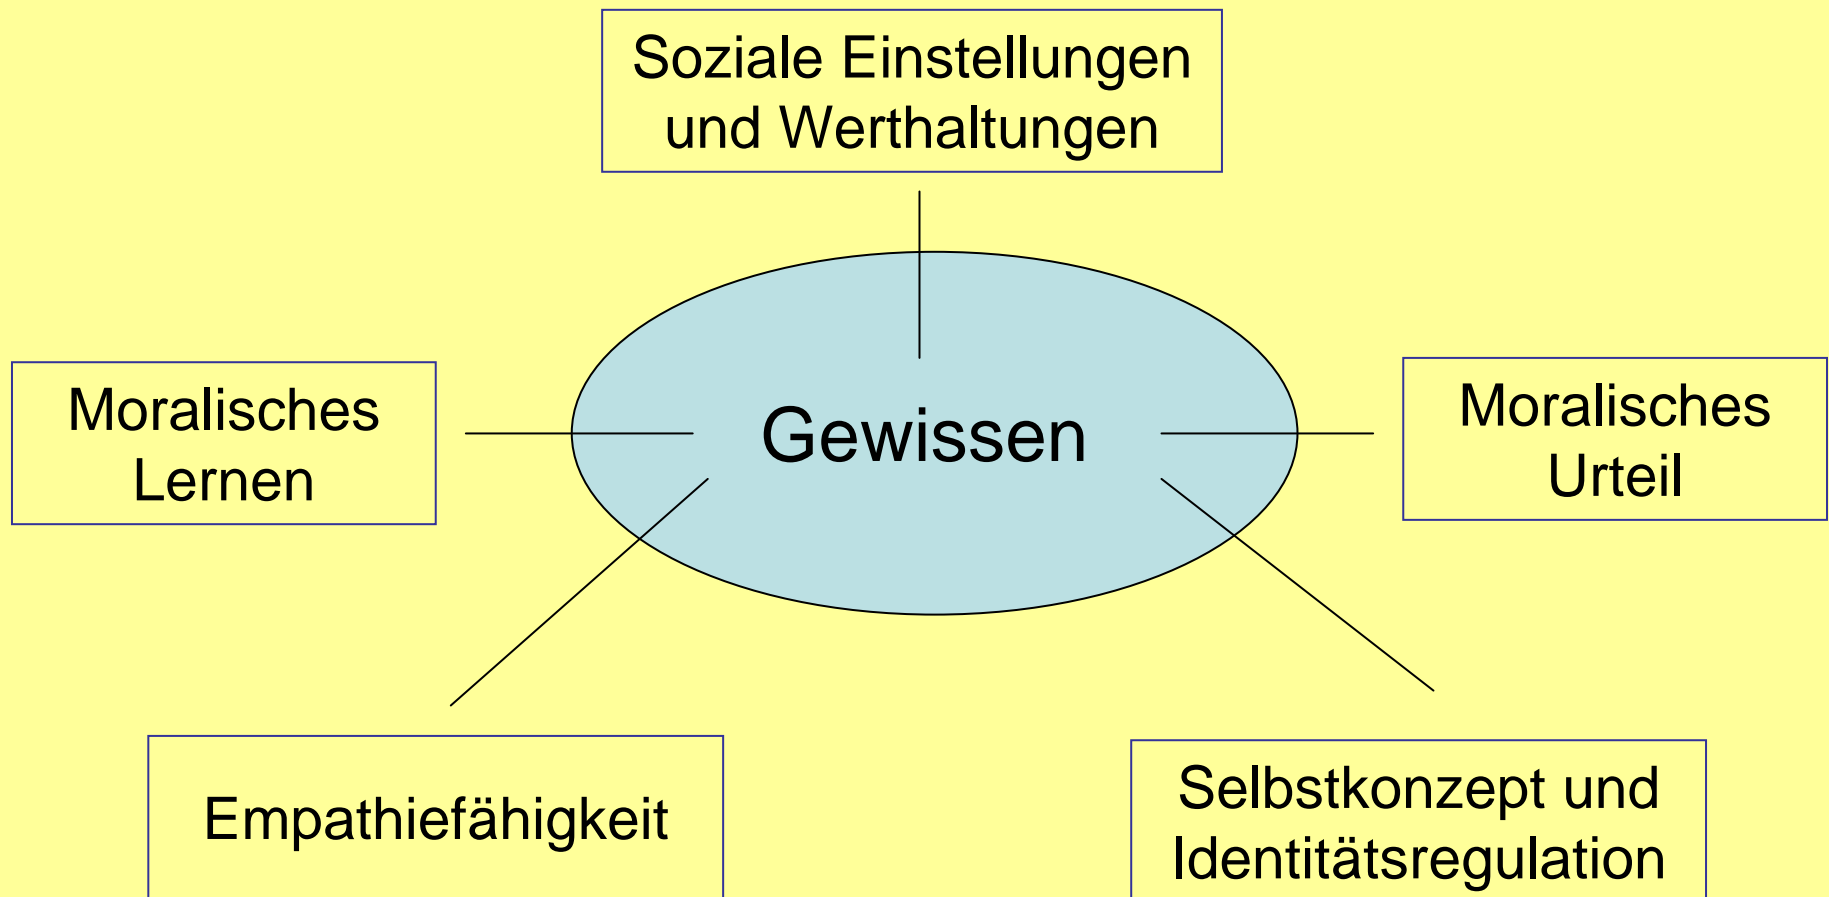 Soziale Einstellungen
und Werthaltungen
Moralisches
Lernen
Gewissen
Moralisches
Urteil
Empathiefähigkeit
Selbstkonzept und
Identitätsregulation